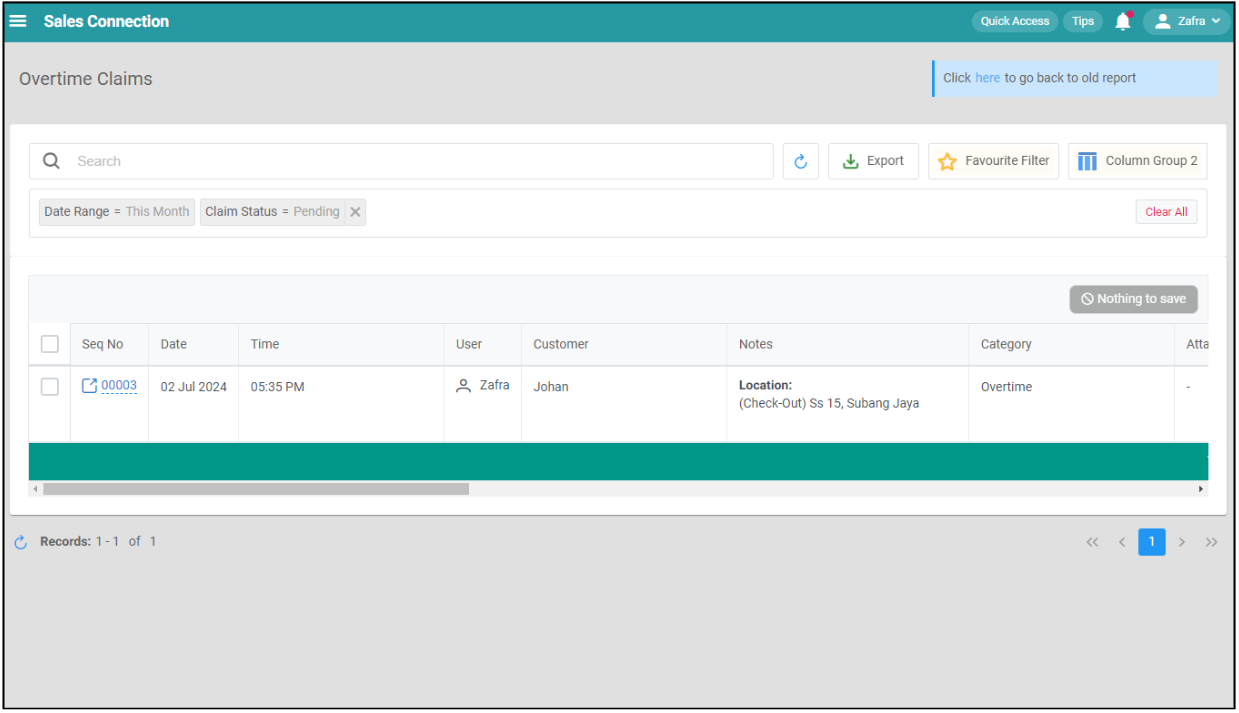 Sales Connection
Quick Access
Tips
Zafra
Overtime Claims
Click here to go back to old report
Search
Export
Favourite Filter
Column Group 2
Date Range = This Month
Claim Status = Pending
Clear All
Nothing to save
Seq No Date Time User Customer Notes Category Atta
00003 02 Jul 2024 05:35 PM Zafra Johan Location: Overtime -
(Check-Out) Ss 15, Subang Jaya
Records: 1 - 1 of 1
<< < 1 > >>